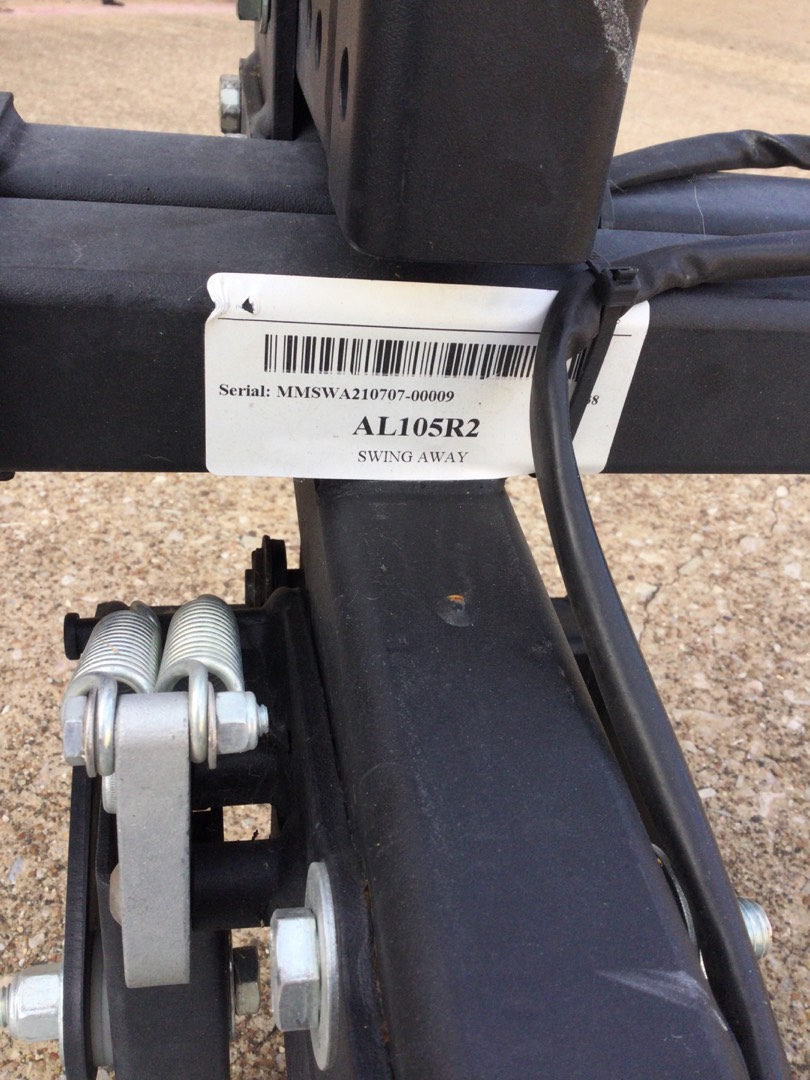 Serial: MMSWA210707-00009
AL105R2
SWING AWAY